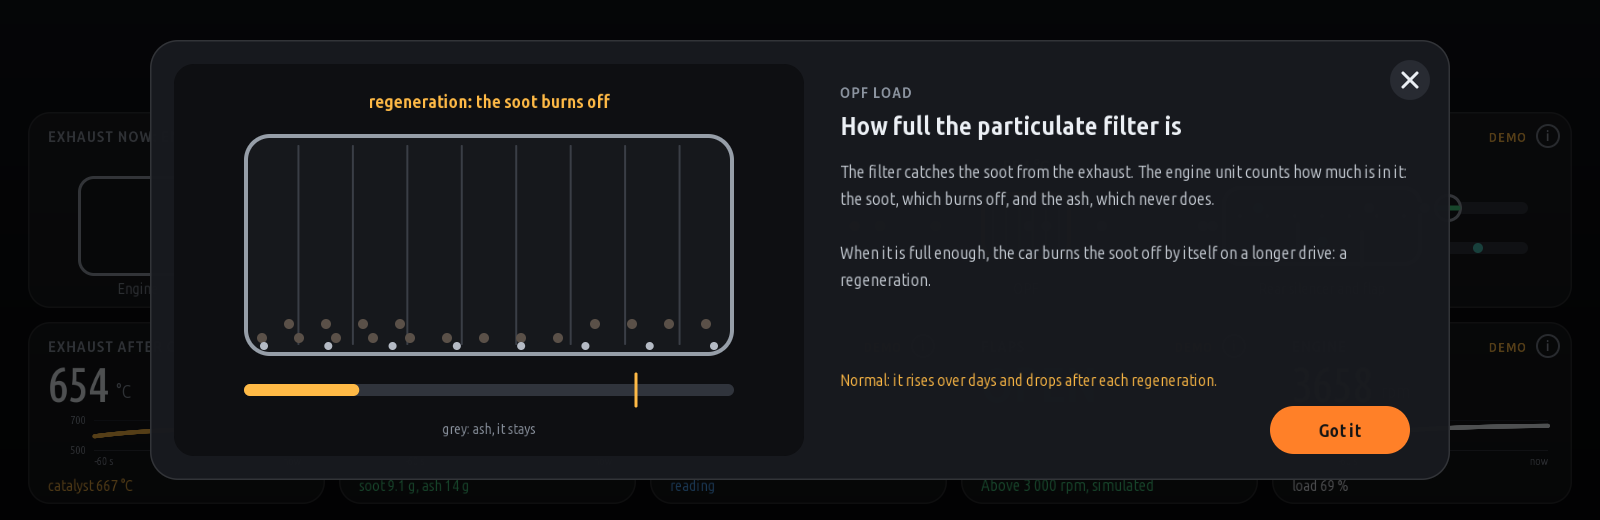 regeneration: the soot burns off
grey: ash, it stays
OPF LOAD
How full the particulate filter is
The filter catches the soot from the exhaust. The engine unit counts how much is in it:
the soot, which burns off, and the ash, which never does.
When it is full enough, the car burns the soot off by itself on a longer drive: a
regeneration.
Normal: it rises over days and drops after each regeneration.
Got it
EXHAUST NOW
Engin
DEMO
i
EXHAUST AFTE
654 °C
700
500
-60 s
catalyst 667 °C
soot 9.1 g, ash 14 g
reading
Above 3 000 rpm, simulated
DEMO
i
now
load 69 %